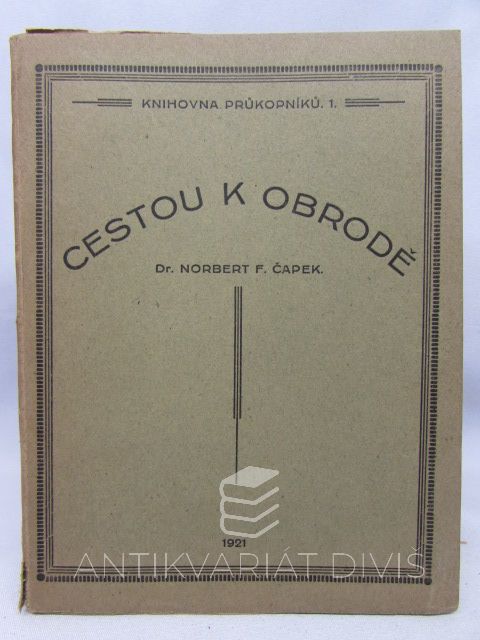 KNIHOVNA PRŮKOPNÍKŮ. 1.
CESTOU K OBRODĚ
Dr. NORBERT F. ČAPEK.
1921
ANTIKVARIÁT DIVIŠ